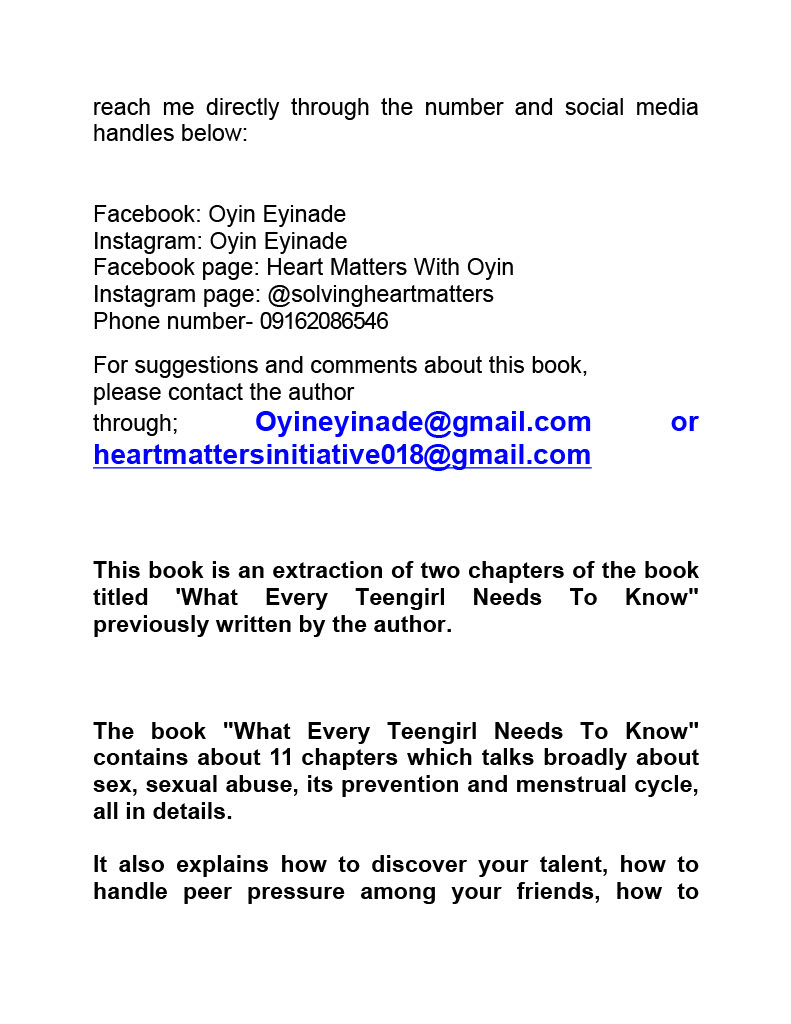 reach me directly through the number and social media
handles below:
Facebook: Oyin Eyinade
Instagram: Oyin Eyinade
Facebook page: Heart Matters With Oyin
Instagram page: @solvingheartmatters
Phone number- 09162086546
For suggestions and comments about this book,
please contact the author
through; Oyineyinade@gmail.com or
heartmattersinitiative018@gmail.com
This book is an extraction of two chapters of the book
titled 'What Every Teengirl Needs To Know"
previously written by the author.
The book "What Every Teengirl Needs To Know"
contains about 11 chapters which talks broadly about
sex, sexual abuse, its prevention and menstrual cycle,
all in details.
It also explains how to discover your talent, how to
handle peer pressure among your friends, how to